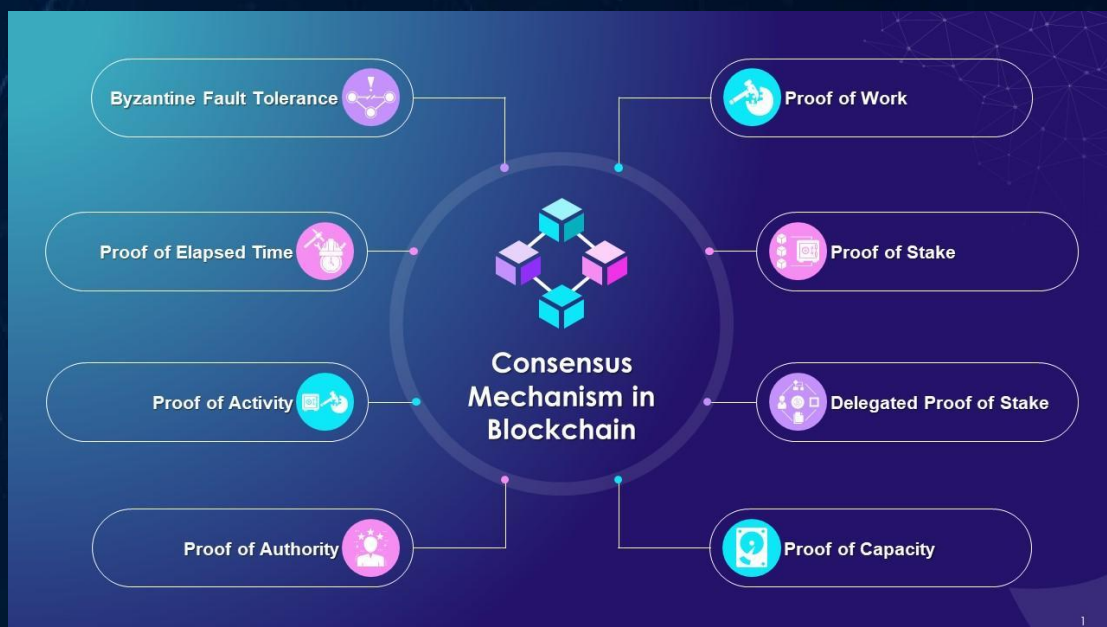 Byzantine Fault Tolerance
Proof of Work
Proof of Elapsed Time
Proof of Stake
Consensus
Mechanism in
Blockchain
Proof of Activity
Delegated Proof of Stake
Proof of Authority
Proof of Capacity
1